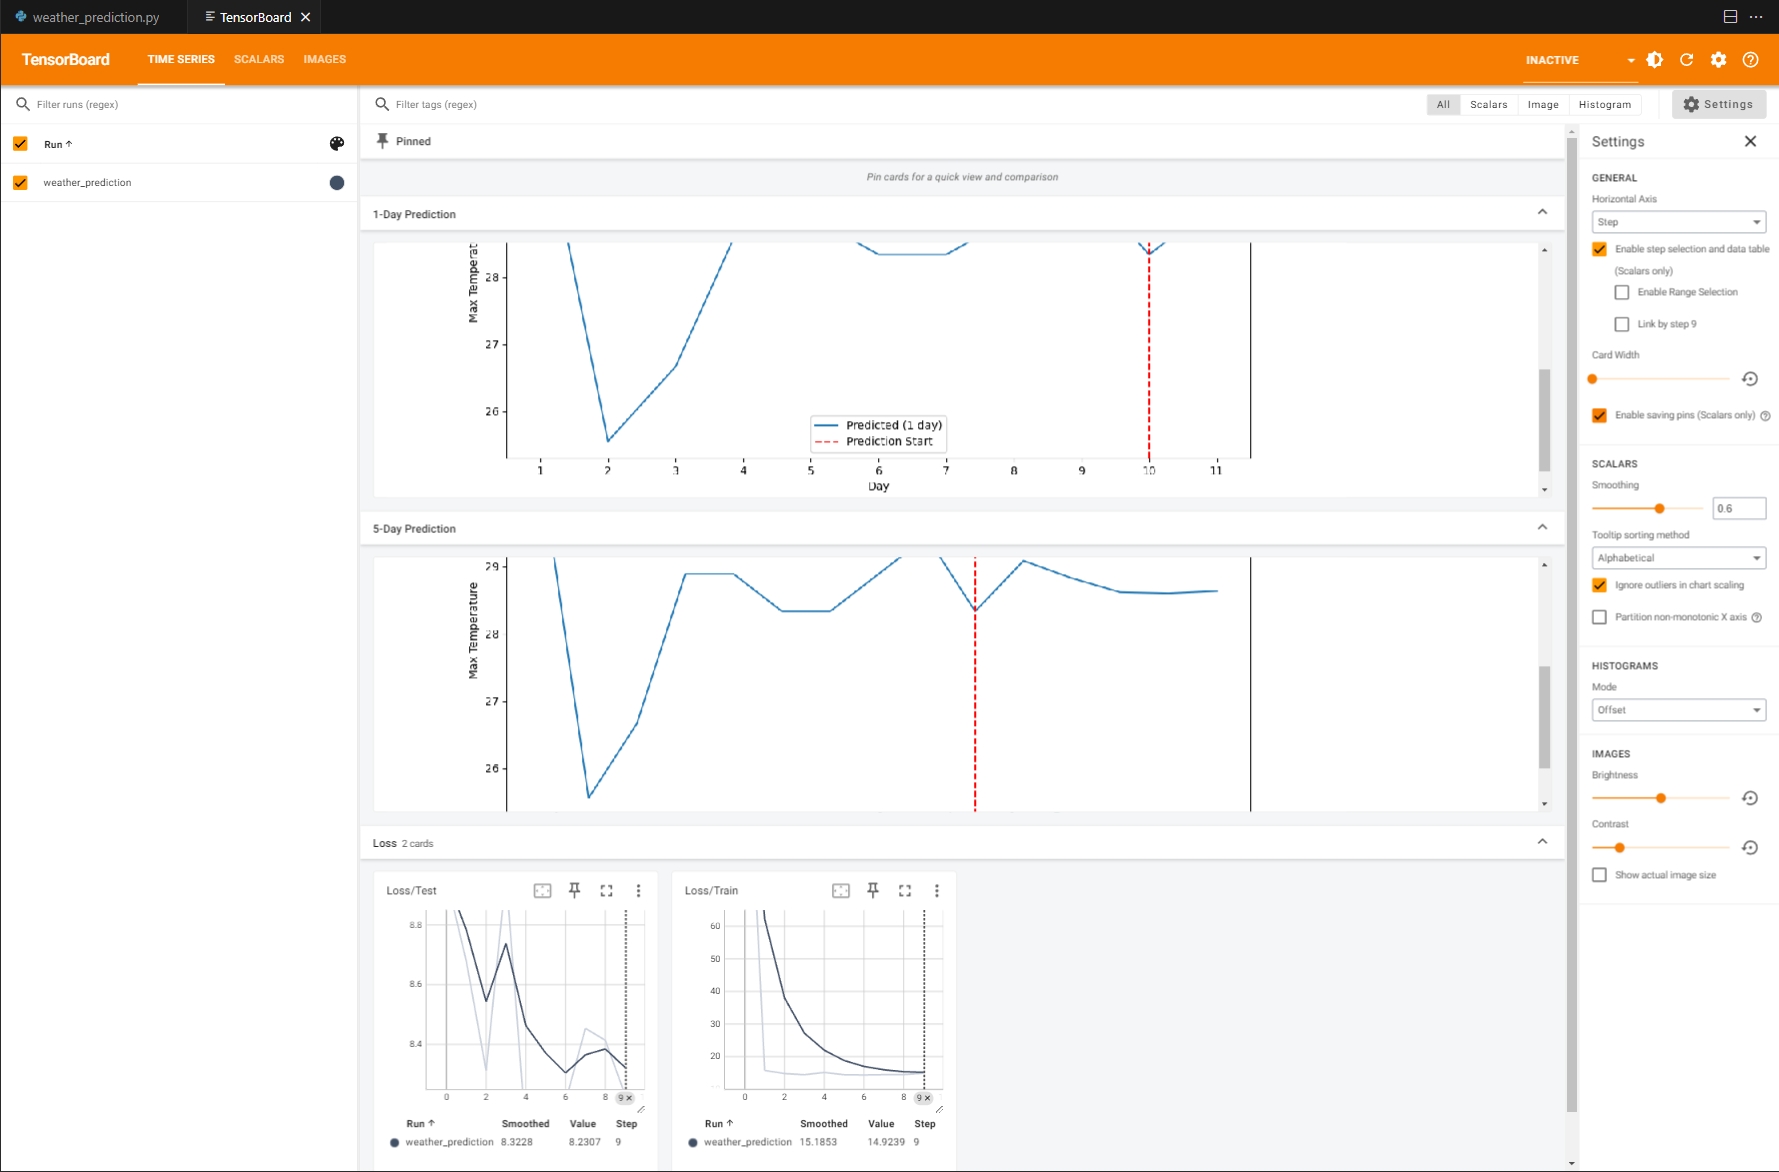 weather_prediction.py
TensorBoard
TensorBoard
TIME SERIES
SCALARS
IMAGES
INACTIVE
Filter runs (regex)
Run
weather_prediction
Filter tags (regex)
All
Scalars
Image
Histogram
Settings
Pinned
Pin cards for a quick view and comparison
1-Day Prediction
Max Temperat
28
27
26
Predicted (1 day)
Prediction Start
1 2 3 4 5 6 7 8 9 10 11
Day
5-Day Prediction
Max Temperature
29
28
27
26
Loss 2 cards
Loss/Test
8.8
8.6
8.4
0 2 4 6 8 9
Run Smoothed Value Step
weather_prediction 8.3228 8.2307 9
Loss/Train
60
50
40
30
20
0 2 4 6 8 9
Run Smoothed Value Step
weather_prediction 15.1853 14.9239 9
Settings
GENERAL
Horizontal Axis
Step
Enable step selection and data table
(Scalars only)
Enable Range Selection
Link by step 9
Card Width
Enable saving pins (Scalars only)
SCALARS
Smoothing
0.6
Tooltip sorting method
Alphabetical
Ignore outliers in chart scaling
Partition non-monotonic X axis
HISTOGRAMS
Mode
Offset
IMAGES
Brightness
Contrast
Show actual image size